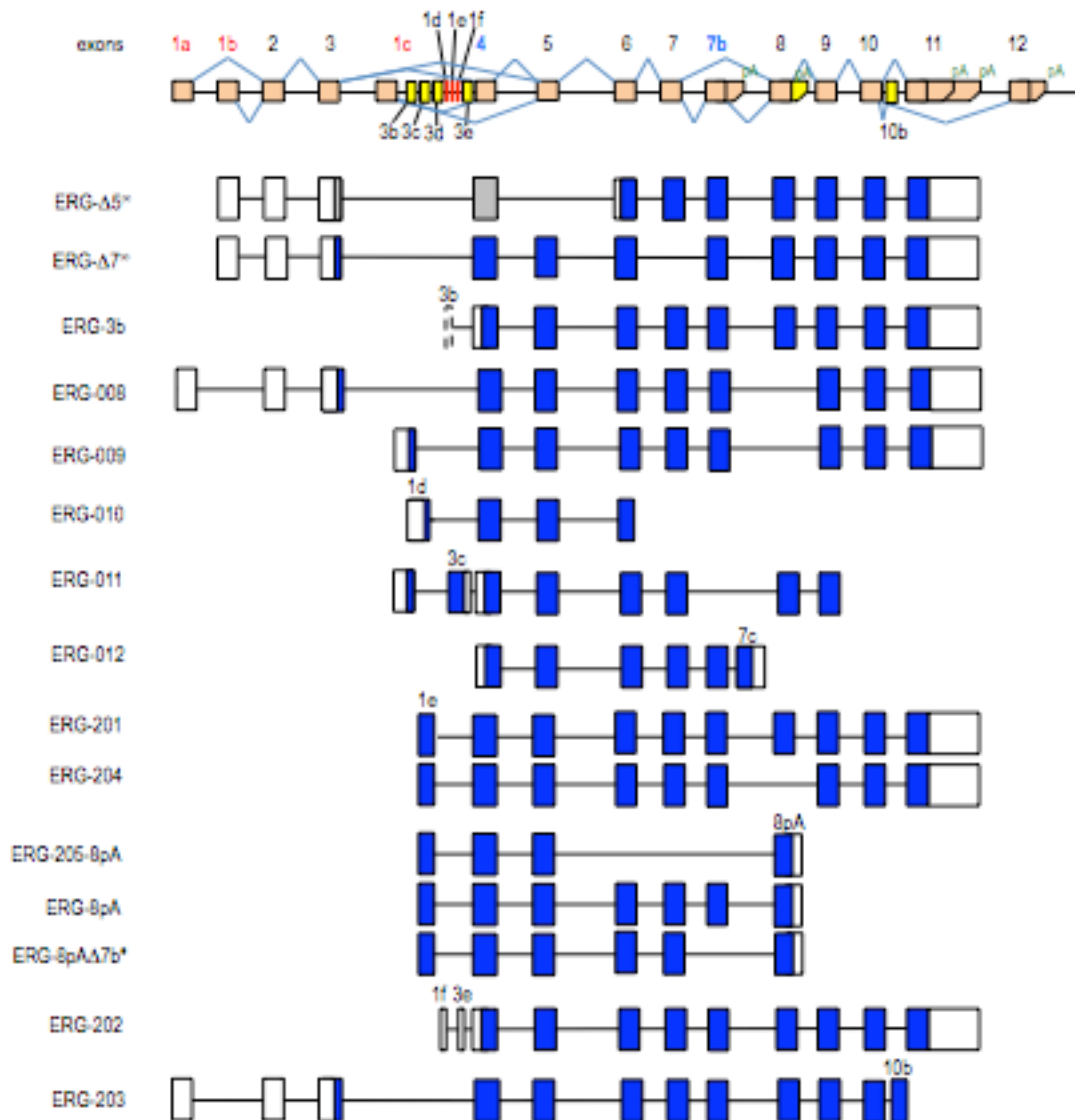 1d 1e 1f
exons 1a 1b 2 3 1c 4 5 6 7 7b 8 9 10 11 12
pA pA pA pA pA
3b 3c 3d 3e 10b
ERG-Δ5*
ERG-Δ7*
3b
ERG-3b
ERG-008
ERG-009
1d
ERG-010
3c
ERG-011
7c
ERG-012
1e
ERG-201
ERG-204
8pA
ERG-205-8pA
ERG-8pA
ERG-8pAΔ7b*
1f 3e
ERG-202
10b
ERG-203